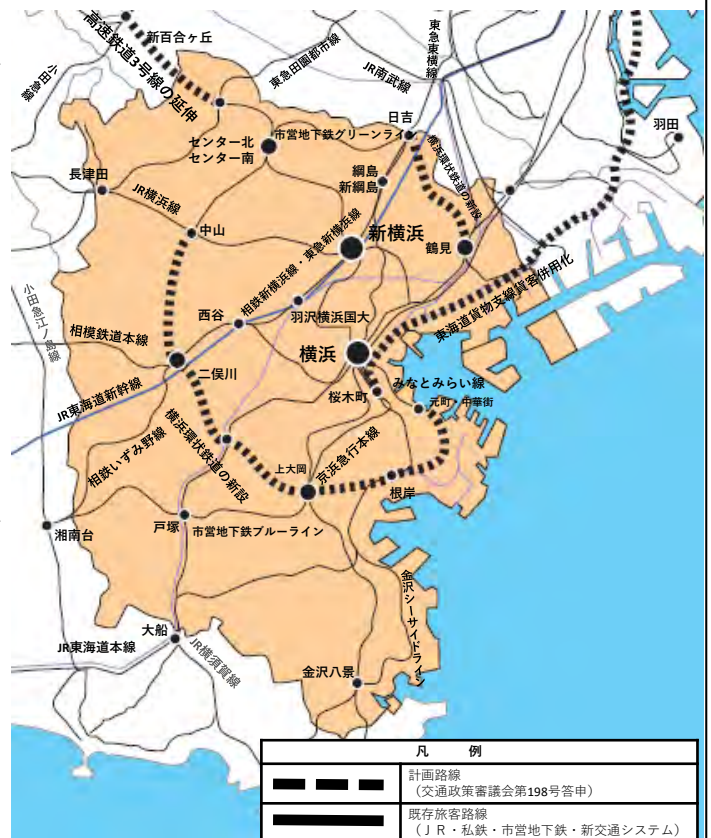 高速鉄道3号線の延伸
新百合ヶ丘
小田急線
東急田園都市線
JR南武線
東急東横線
日吉
羽田
センター北
センター南
市営地下鉄グリーンライン
横浜環状鉄道の新設
綱島
新綱島
長津田
JR横浜線
中山
新横浜
鶴見
相鉄新横浜線・東急新横浜線
小田急江ノ島線
西谷
羽沢横浜国大
東海道貨物支線貨客併用化
相模鉄道本線
横浜
二俣川
みなとみらい線
桜木町
元町・中華街
JR東海道新幹線
相鉄いずみ野線
横浜環状鉄道の新設
上大岡
京浜急行本線
根岸
湘南台
戸塚
市営地下鉄ブルーライン
金沢シーサイドライン
大船
JR東海道本線
JR横須賀線
金沢八景
凡 例
計画路線
（交通政策審議会第198号答申）
既存旅客路線
（ＪＲ・私鉄・市営地下鉄・新交通システム）